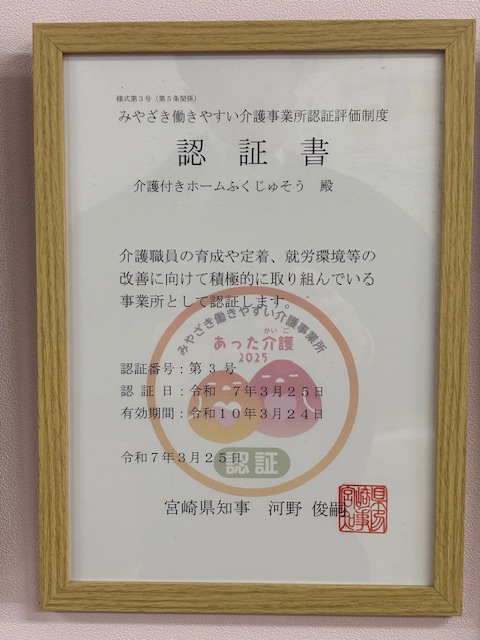 様式第3号（第5条関係）
みやざき働きやすい介護事業所認証評価制度
認証書
介護付きホームふくじゅそう　殿
介護職員の育成や定着、就労環境等の
改善に向けて積極的に取り組んでいる
事業所として認証します。
みやざき働きやすい介護事業所
かいご
あった介護
2025
認証番号：第３号
認証日：令和　７年３月２５日
有効期間：令和１０年３月２４日
認証
令和７年３月２５日
宮崎県知事　河野 俊嗣
宮崎県知事